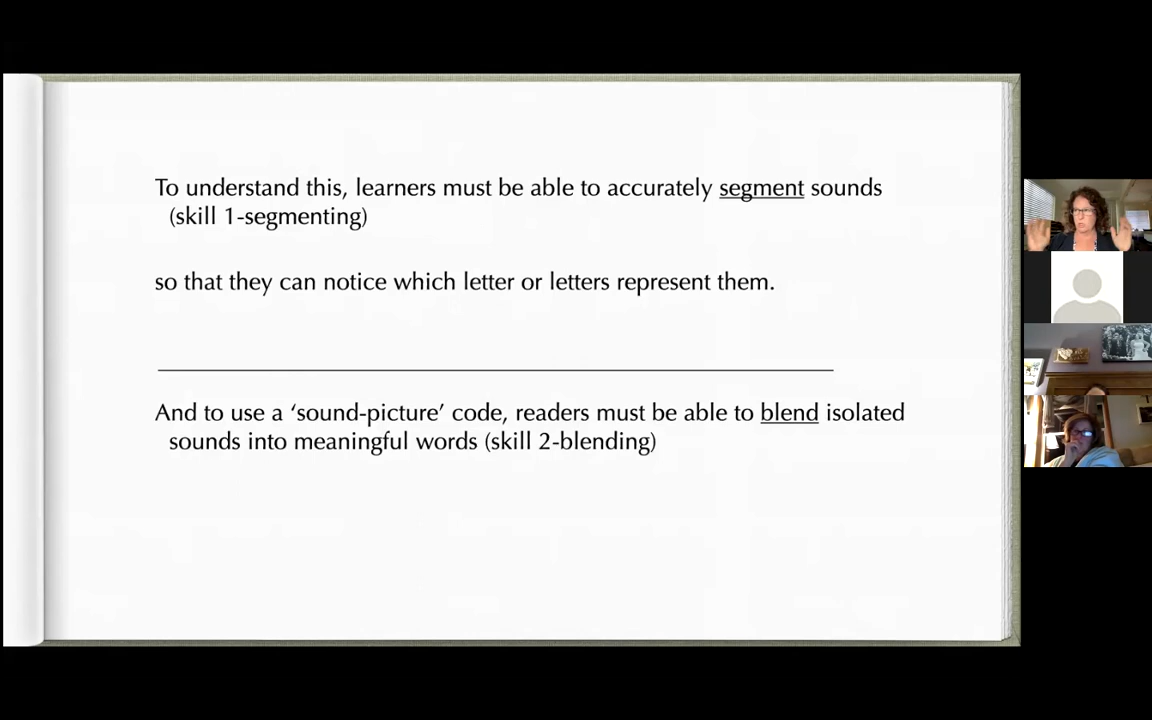 To understand this, learners must be able to accurately segment sounds
(skill 1-segmenting)
so that they can notice which letter or letters represent them.
And to use a ‘sound-picture’ code, readers must be able to blend isolated
sounds into meaningful words (skill 2-blending)